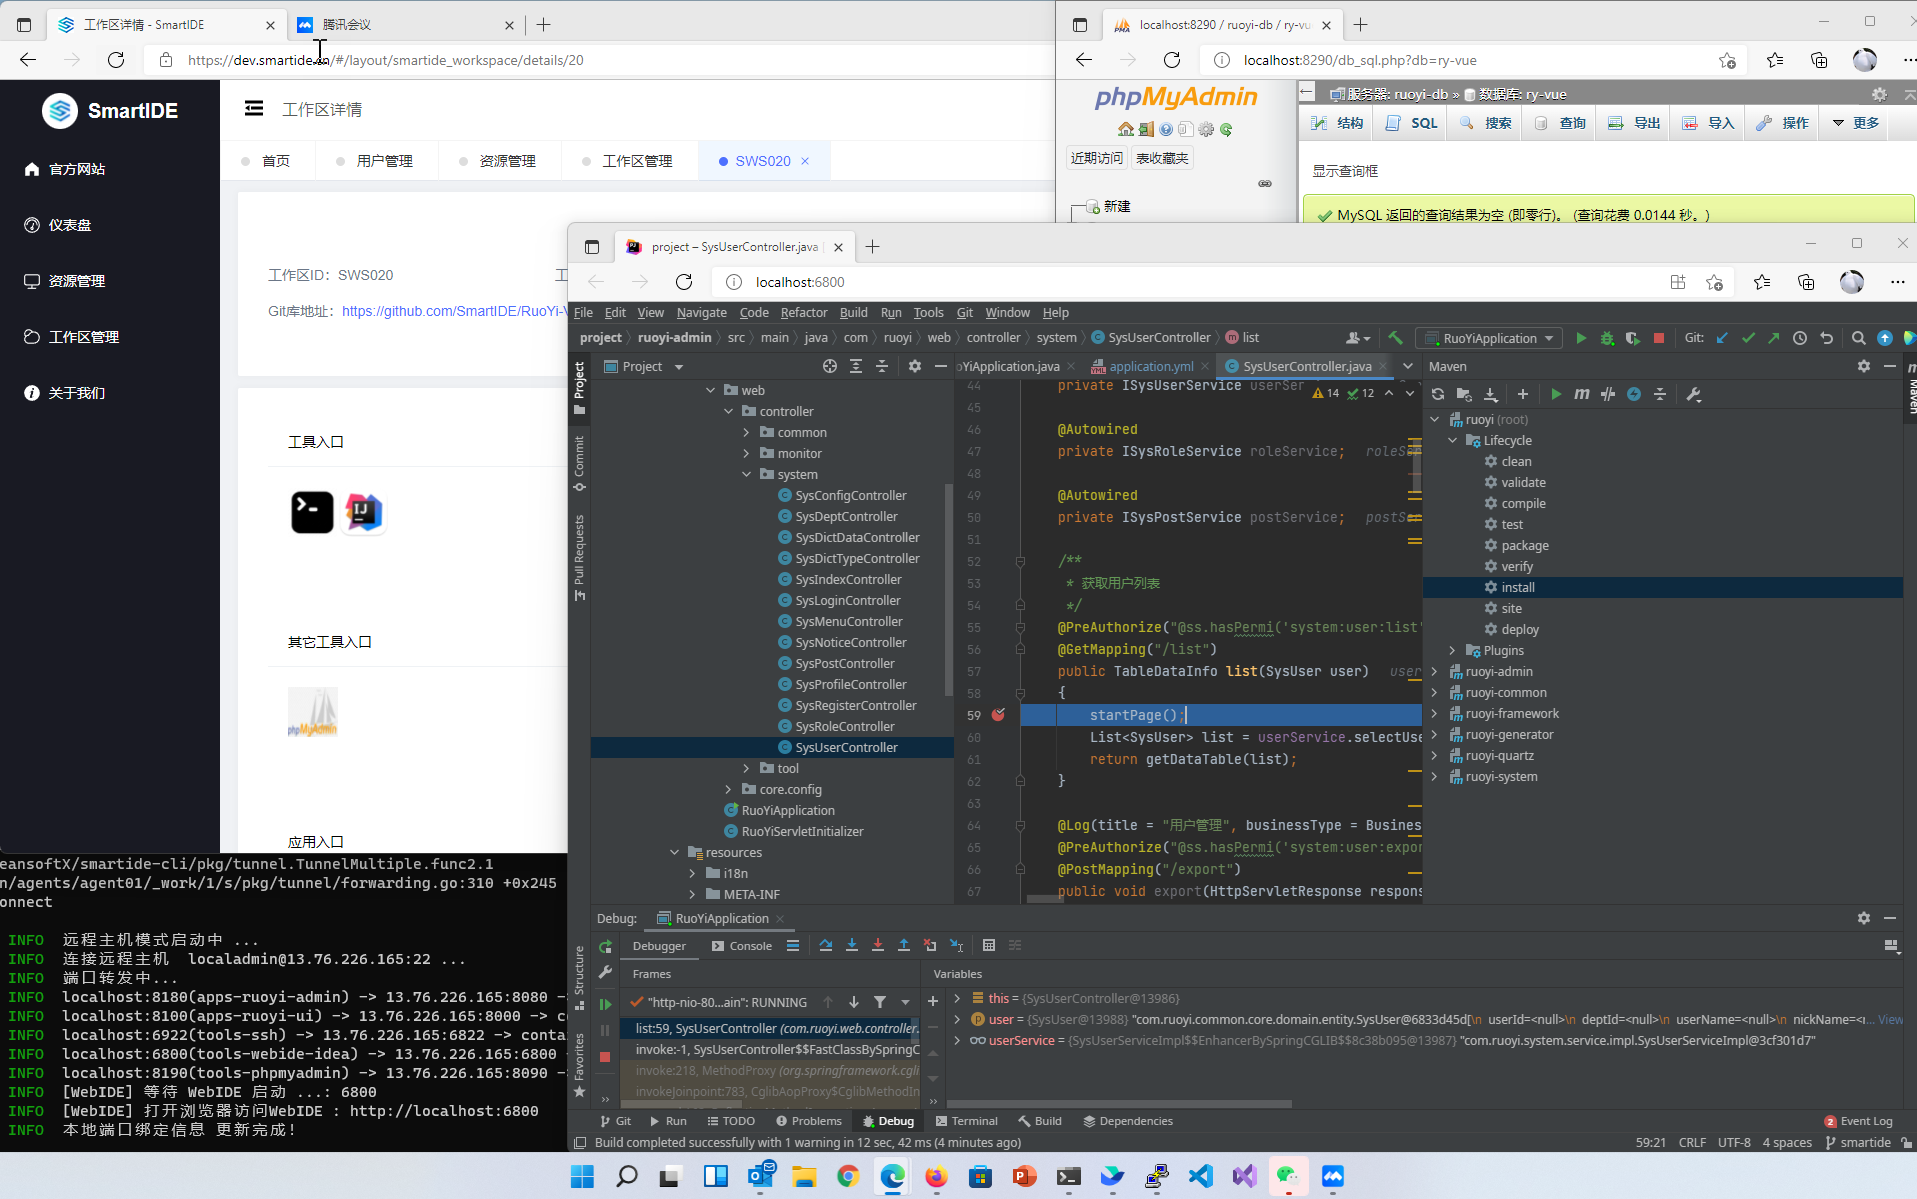 工作区详情 - SmartIDE
腾讯会议
https://dev.smartide.cn/#/layout/smartide_workspace/details/20
SmartIDE
官方网站
仪表盘
资源管理
工作区管理
关于我们
工作区详情
首页
用户管理
资源管理
工作区管理
SWS020
工作区ID：SWS020
Git库地址：https://github.com/SmartIDE/RuoYi-V
工具入口
其它工具入口
phpMyAdmin
应用入口
localhost:8290 / ruoyi-db / ry-vu
localhost:8290/db_sql.php?db=ry-vue
phpMyAdmin
近期访问
表收藏夹
新建
服务器: ruoyi-db » 数据库: ry-vue
结构
SQL
搜索
查询
导出
导入
操作
更多
显示查询框
MySQL 返回的查询结果为空 (即零行)。 (查询花费 0.0144 秒。)
project – SysUserController.java
localhost:6800
File Edit View Navigate Code Refactor Build Run Tools Git Window Help
project ruoyi-admin src main java com ruoyi web controller system SysUserController list
RuoYiApplication
Git:
Project
Commit
Pull Requests
Structure
Favorites
Project
web
controller
common
monitor
system
SysConfigController
SysDeptController
SysDictDataController
SysDictTypeController
SysIndexController
SysLoginController
SysMenuController
SysNoticeController
SysPostController
SysProfileController
SysRegisterController
SysRoleController
SysUserController
tool
core.config
RuoYiApplication
RuoYiServletInitializer
resources
i18n
META-INF
oYiApplication.java
application.yml
SysUserController.java
14 12
44 private ISysUserService userSer
45
46 @Autowired
47 private ISysRoleService roleService; roleSer
48
49 @Autowired
50 private ISysPostService postService; postSer
51
52 /**
53 * 获取用户列表
54 */
55 @PreAuthorize("@ss.hasPermi('system:user:list'
56 @GetMapping("/list")
57 public TableDataInfo list(SysUser user) user
58 {
59 startPage();
60 List<SysUser> list = userService.selectUse
61 return getDataTable(list);
62 }
63
64 @Log(title = "用户管理", businessType = Busines
65 @PreAuthorize("@ss.hasPermi('system:user:expor
66 @PostMapping("/export")
67 public void export(HttpServletResponse respons
Maven
Maven
ruoyi (root)
Lifecycle
clean
validate
compile
test
package
verify
install
site
deploy
Plugins
ruoyi-admin
ruoyi-common
ruoyi-framework
ruoyi-generator
ruoyi-quartz
ruoyi-system
Debug: RuoYiApplication
Debugger Console
Frames
"http-nio-80...ain": RUNNING
list:59, SysUserController (com.ruoyi.web.controller.
invoke:-1, SysUserController$$FastClassBySpringC
invoke:218, MethodProxy (org.springframework.cgli
invokeJoinpoint:783, CglibAopProxy$CglibMethodIn
Variables
this = {SysUserController@13986}
user = {SysUser@13988} "com.ruoyi.common.core.domain.entity.SysUser@6833d45d[\n userId=<null>\n deptId=<null>\n userName=<null>\n nickName=<r... View
userService = {SysUserServiceImpl$$EnhancerBySpringCGLIB$$8c38b095@13987} "com.ruoyi.system.service.impl.SysUserServiceImpl@3cf301d7"
Git Run TODO Problems Debug Terminal Build Dependencies
2 Event Log
Build completed successfully with 1 warning in 12 sec, 42 ms (4 minutes ago)
59:21 CRLF UTF-8 4 spaces smartide
eansoftX/smartide-cli/pkg/tunnel.TunnelMultiple.func2.1
n/agents/agent01/_work/1/s/pkg/tunnel/forwarding.go:310 +0x245
onnect
INFO 远程主机模式启动中 ...
INFO 连接远程主机 localadmin@13.76.226.165:22 ...
INFO 端口转发中...
INFO localhost:8180(apps-ruoyi-admin) -> 13.76.226.165:8080 -
INFO localhost:8100(apps-ruoyi-ui) -> 13.76.226.165:8000 -> c
INFO localhost:6922(tools-ssh) -> 13.76.226.165:6822 -> conta
INFO localhost:6800(tools-webide-idea) -> 13.76.226.165:6800 -
INFO localhost:8190(tools-phpmyadmin) -> 13.76.226.165:8090 -
INFO [WebIDE] 等待 WebIDE 启动 ...: 6800
INFO [WebIDE] 打开浏览器访问WebIDE : http://localhost:6800
INFO 本地端口绑定信息 更新完成!